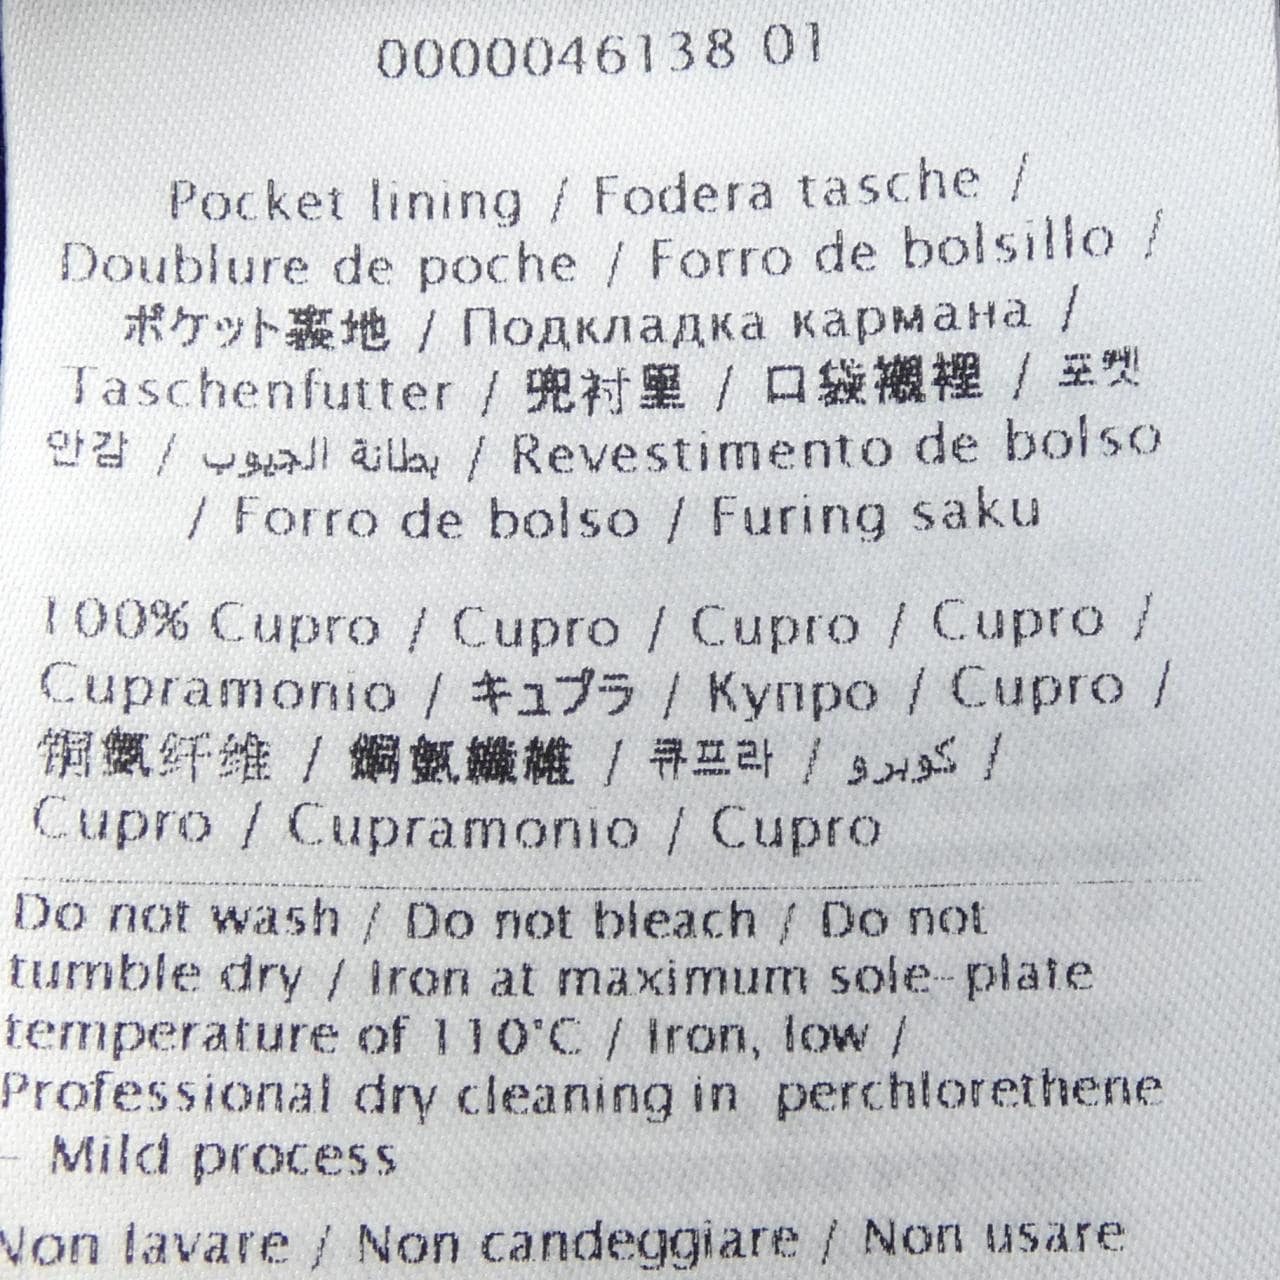 0000046138 01
Pocket lining / Fodera tasche /
Doublure de poche / Forro de bolsillo /
ポケット裏地 / Подкладка кармана /
Taschenfutter / 兜衬里 / 口袋襯裡 / 포켓
안감 / بطانة الجيوب / Revestimento de bolso
/ Forro de bolso / Furing saku
100% Cupro / Cupro / Cupro / Cupro /
Cupramonio / キュプラ / Купро / Cupro /
铜氨纤维 / 銅氨纖維 / 큐프라 / كوبرو /
Cupro / Cupramonio / Cupro
Do not wash / Do not bleach / Do not
tumble dry / Iron at maximum sole-plate
temperature of 110°C / Iron, low /
Professional dry cleaning in perchlorethene
- Mild process
Non lavare / Non candeggiare / Non usare